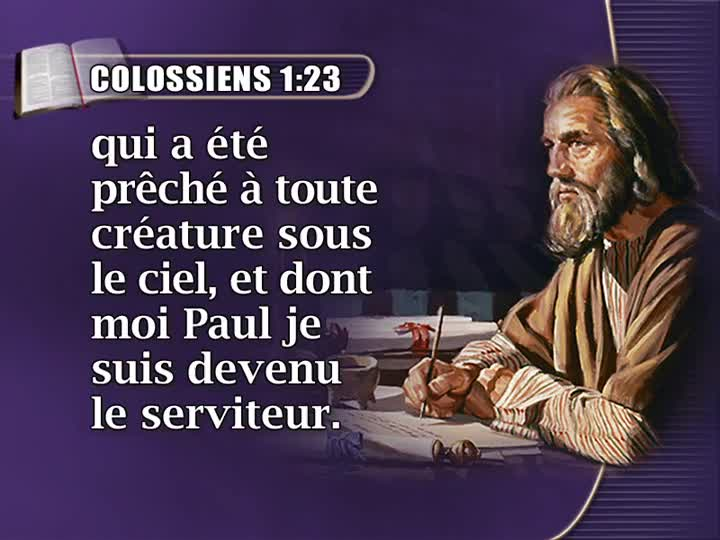 COLOSSIENS 1:23
qui a été
prêché à toute
créature sous
le ciel, et dont
moi Paul je
suis devenu
le serviteur.